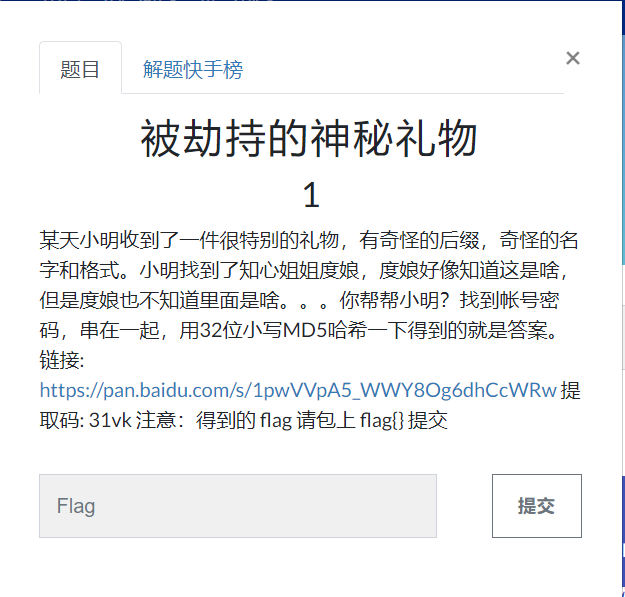 题目 解题快手榜 ×
被劫持的神秘礼物
1
某天小明收到了一件很特别的礼物，有奇怪的后缀，奇怪的名
字和格式。小明找到了知心姐姐度娘，度娘好像知道这是啥，
但是度娘也不知道里面是啥。。。你帮帮小明？找到帐号密
码，串在一起，用32位小写MD5哈希一下得到的就是答案。
链接:
https://pan.baidu.com/s/1pwVVpA5_WWY8Og6dhCcWRw 提
取码: 31vk 注意：得到的 flag 请包上 flag{} 提交
Flag 提交